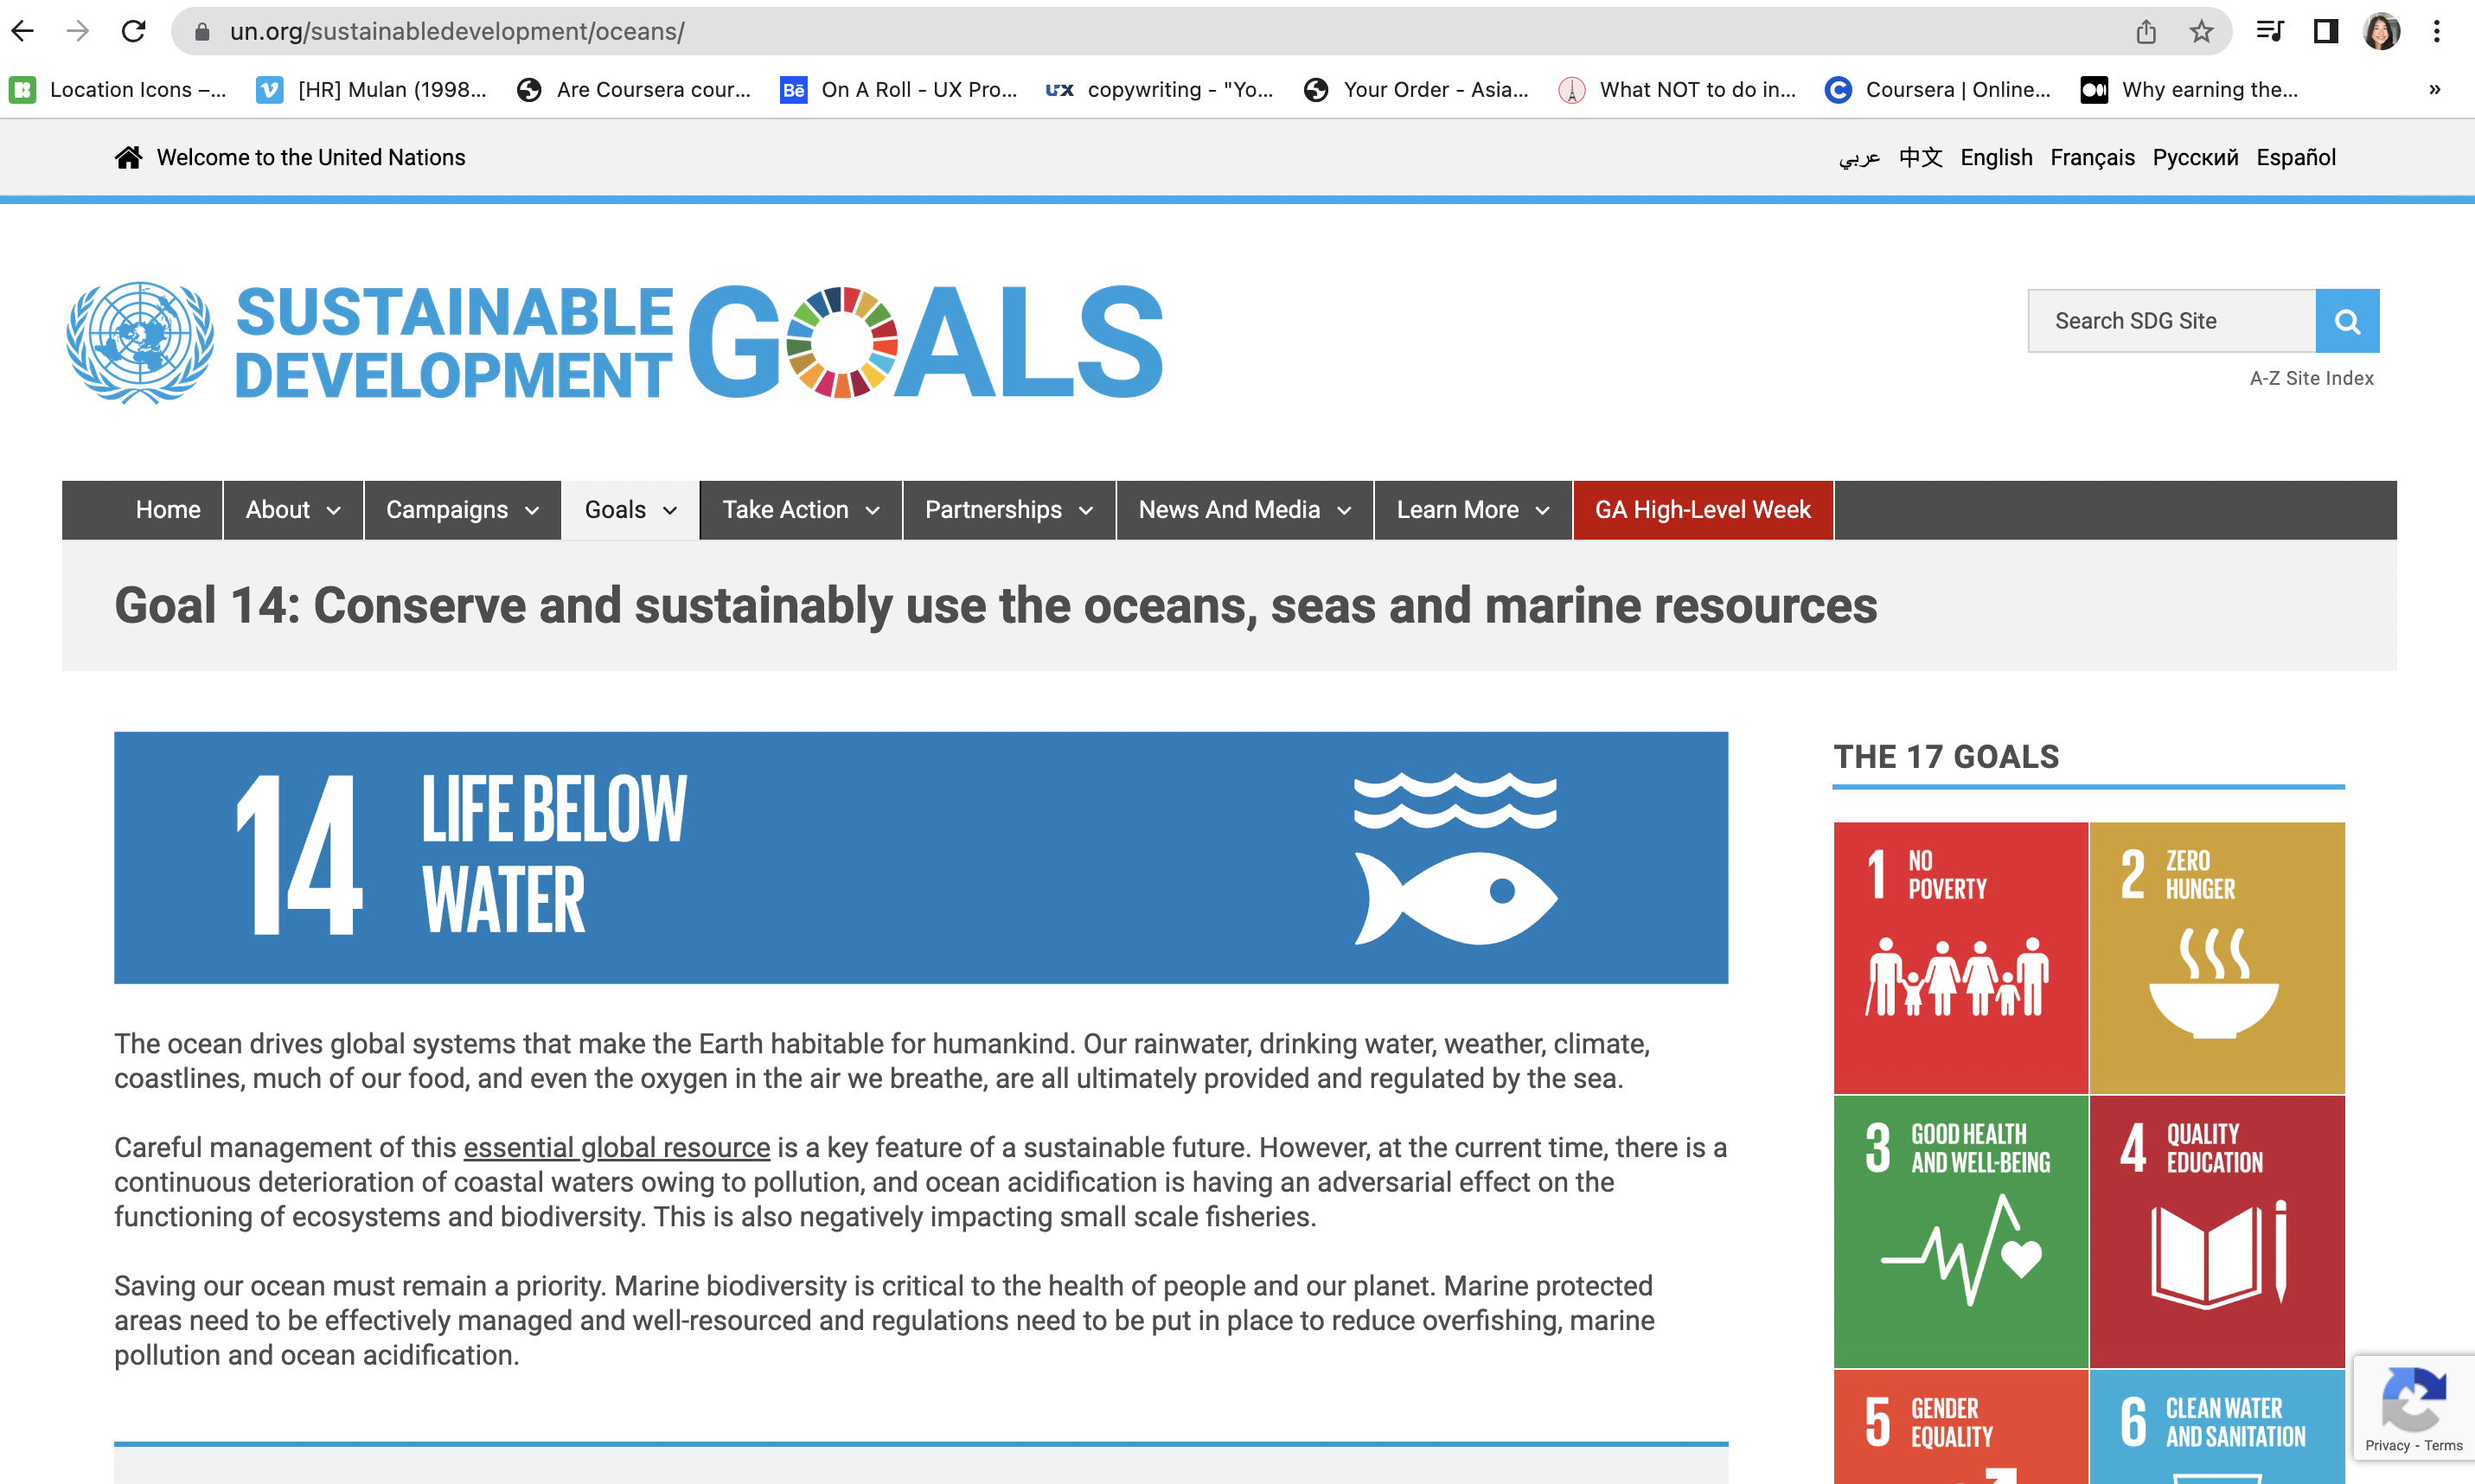 un.org/sustainabledevelopment/oceans/
Location Icons –...
[HR] Mulan (1998...
Are Coursera cour...
Bē On A Roll - UX Pro...
UX copywriting - "Yo...
Your Order - Asia...
What NOT to do in...
Coursera | Online...
Why earning the...
»
Welcome to the United Nations
عربي 中文 English Français Русский Español
SUSTAINABLE
DEVELOPMENT
GOALS
Search SDG Site
A-Z Site Index
Home About Campaigns Goals Take Action Partnerships News And Media Learn More GA High-Level Week
Goal 14: Conserve and sustainably use the oceans, seas and marine resources
14 LIFE BELOW
WATER
The ocean drives global systems that make the Earth habitable for humankind. Our rainwater, drinking water, weather, climate,
coastlines, much of our food, and even the oxygen in the air we breathe, are all ultimately provided and regulated by the sea.
Careful management of this essential global resource is a key feature of a sustainable future. However, at the current time, there is a
continuous deterioration of coastal waters owing to pollution, and ocean acidification is having an adversarial effect on the
functioning of ecosystems and biodiversity. This is also negatively impacting small scale fisheries.
Saving our ocean must remain a priority. Marine biodiversity is critical to the health of people and our planet. Marine protected
areas need to be effectively managed and well-resourced and regulations need to be put in place to reduce overfishing, marine
pollution and ocean acidification.
THE 17 GOALS
1 NO
POVERTY
2 ZERO
HUNGER
3 GOOD HEALTH
AND WELL-BEING
4 QUALITY
EDUCATION
5 GENDER
EQUALITY
6 CLEAN WATER
AND SANITATION
Privacy - Terms